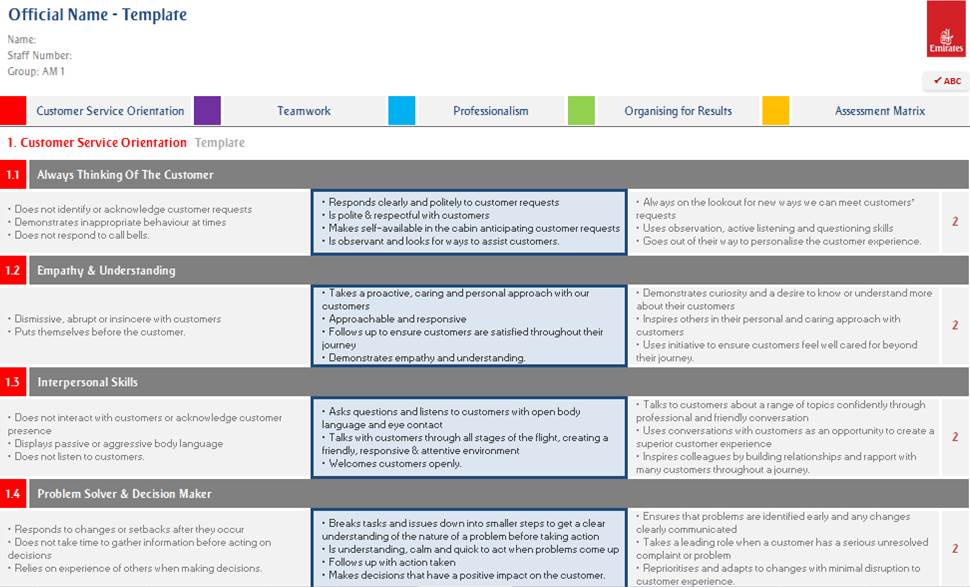 Official Name - Template
Name:
Staff Number:
Group: AM 1
Emirates
✔ ABC
Customer Service Orientation
Teamwork
Professionalism
Organising for Results
Assessment Matrix
1. Customer Service Orientation Template
1.1 Always Thinking Of The Customer
• Does not identify or acknowledge customer requests
• Demonstrates inappropriate behaviour at times
• Does not respond to call bells.
• Responds clearly and politely to customer requests
• Is polite & respectful with customers
• Makes self-available in the cabin anticipating customer requests
• Is observant and looks for ways to assist customers.
• Always on the lookout for new ways we can meet customers'
requests
• Uses observation, active listening and questioning skills
• Goes out of their way to personalise the customer experience.
2
1.2 Empathy & Understanding
• Dismissive, abrupt or insincere with customers
• Puts themselves before the customer.
• Takes a proactive, caring and personal approach with our
customers
• Approachable and responsive
• Follows up to ensure customers are satisfied throughout their
journey
• Demonstrates empathy and understanding.
• Demonstrates curiosity and a desire to know or understand more
about their customers
• Inspires others in their personal and caring approach with
customers
• Uses initiative to ensure customers feel well cared for beyond
their journey.
2
1.3 Interpersonal Skills
• Does not interact with customers or acknowledge customer
presence
• Displays passive or aggressive body language
• Does not listen to customers.
• Asks questions and listens to customers with open body
language and eye contact
• Talks with customers through all stages of the flight, creating a
friendly, responsive & attentive environment
• Welcomes customers openly.
• Talks to customers about a range of topics confidently through
professional and friendly conversation
• Uses conversations with customers as an opportunity to create a
superior customer experience
• Inspires colleagues by building relationships and rapport with
many customers throughout a journey.
2
1.4 Problem Solver & Decision Maker
• Responds to changes or setbacks after they occur
• Does not take time to gather information before acting on
decisions
• Relies on experience of others when making decisions.
• Breaks tasks and issues down into smaller steps to get a clear
understanding of the nature of a problem before taking action
• Is understanding, calm and quick to act when problems come up
• Follows up with action taken
• Makes decisions that have a positive impact on the customer.
• Ensures that problems are identified early and any changes
clearly communicated
• Takes a leading role when a customer has a serious unresolved
complaint or problem
• Reprioritises and adapts to changes with minimal disruption to
customer experience.
2